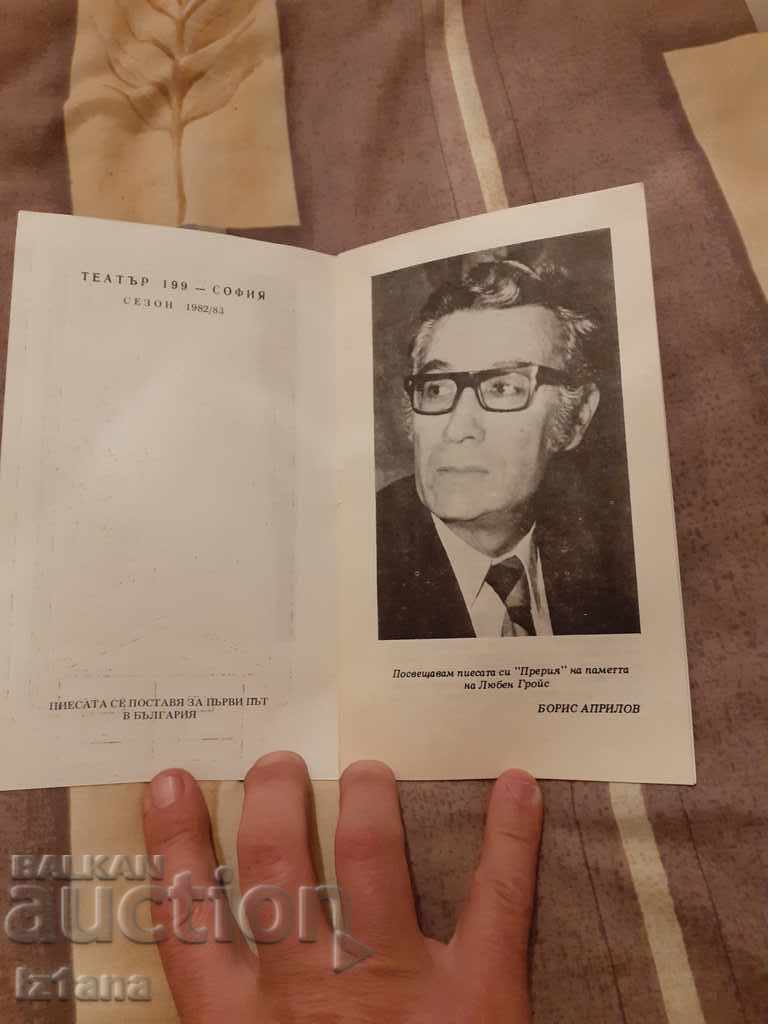 ТЕАТЪР 199 — СОФИЯ
СЕЗОН 1982/83
ПИЕСАТА СЕ ПОСТАВЯ ЗА ПЪРВИ ПЪТ
В БЪЛГАРИЯ
Посвещавам пиесата си "Прерия" на паметта
на Любен Гройс
БОРИС АПРИЛОВ
BALKAN
auction
iz1ana